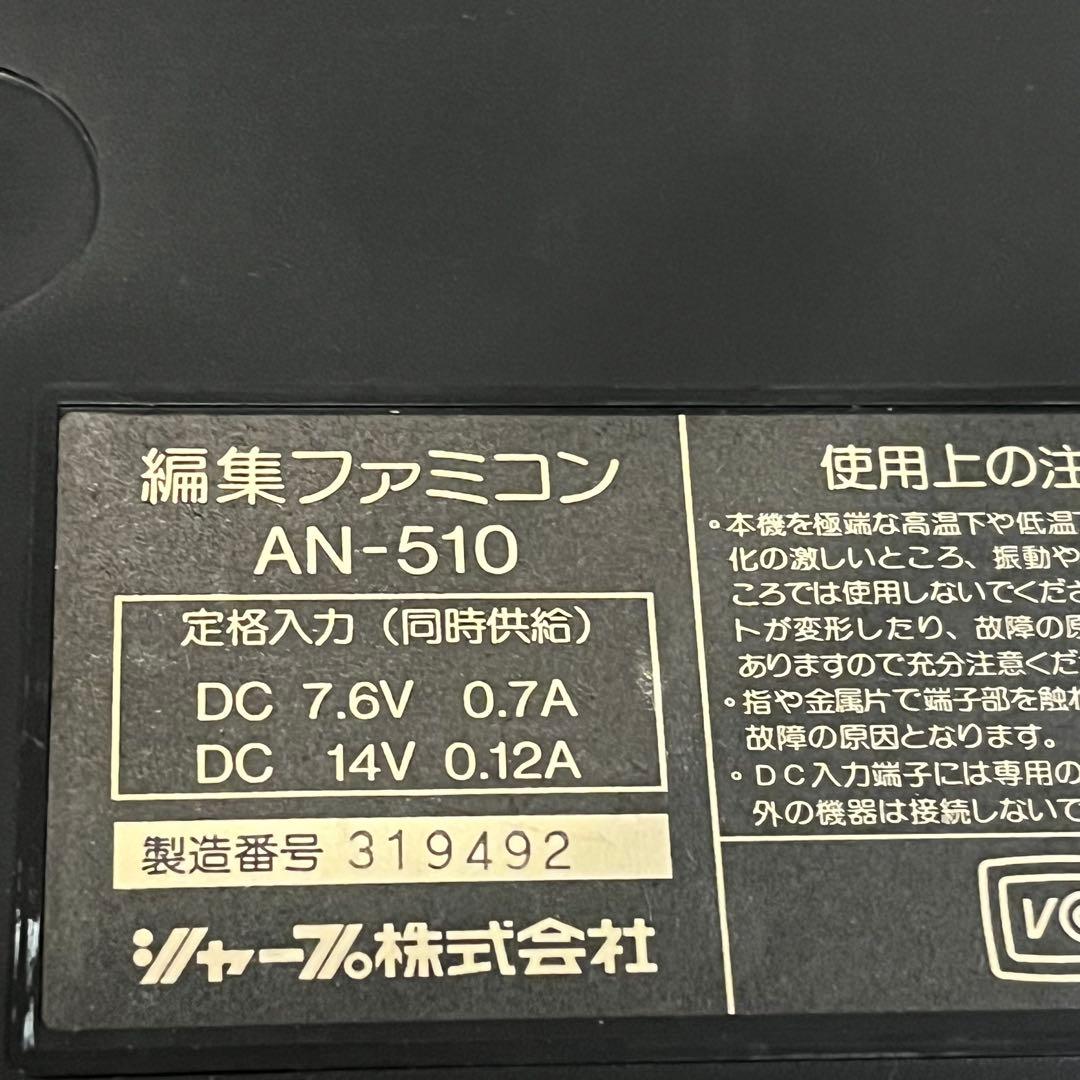 編集ファミコン
AN-510
定格入力（同時供給）
DC 7.6V 0.7A
DC 14V 0.12A
製造番号 319492
シャープ株式会社
使用上の注
。本機を極端な高温下や低温下
化の激しいところ、振動や
ころでは使用しないでくださ
トが変形したり、故障の原
ありますので充分注意くだ
。指や金属片で端子部を触れ
故障の原因となります。
。DC入力端子には専用の
外の機器は接続しないで